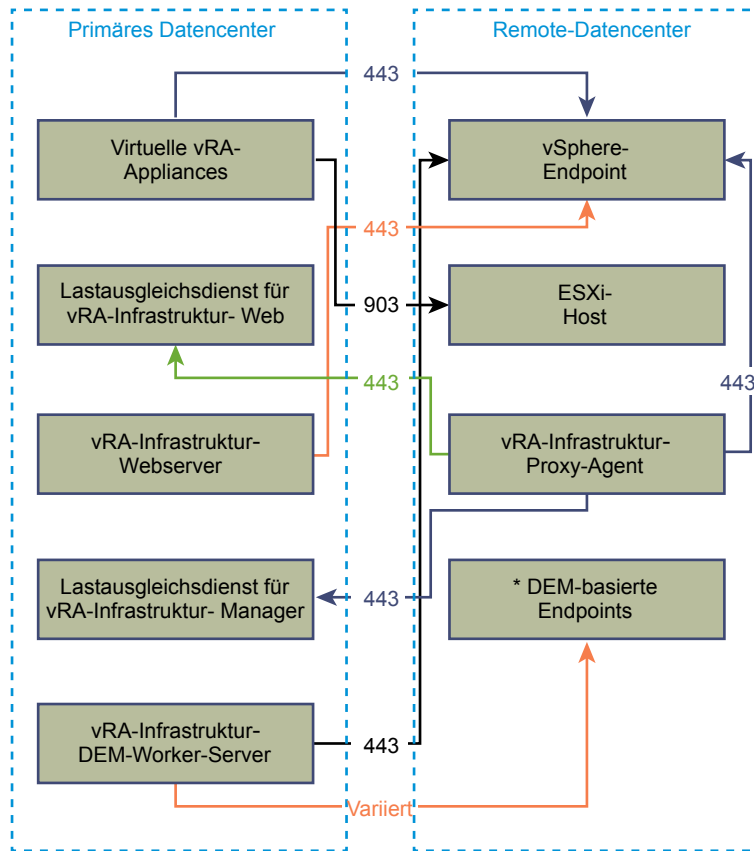 Primäres Datencenter
Remote-Datencenter
443
Virtuelle vRA-
Appliances
vSphere-
Endpoint
443
Lastausgleichsdienst für
vRA-Infrastruktur- Web
903
ESXi-
Host
443
443
vRA-Infrastruktur-
Webserver
vRA-Infrastruktur-
Proxy-Agent
Lastausgleichsdienst für
vRA-Infrastruktur- Manager
443
* DEM-basierte
Endpoints
vRA-Infrastruktur-
DEM-Worker-Server
443
Variiert